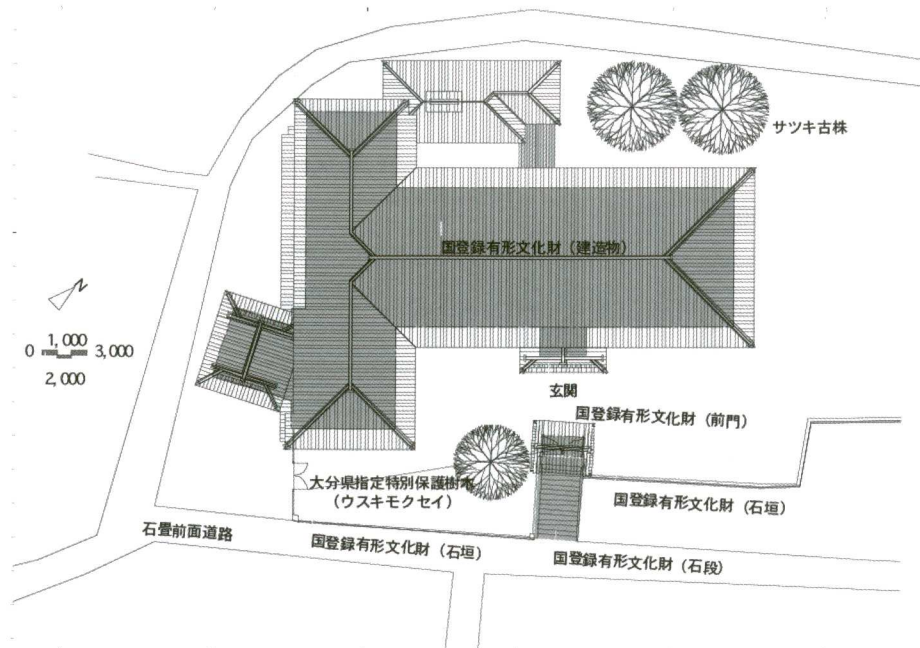 サツキ古株
国登録有形文化財（建造物）
N
0 1,000 3,000
2,000
玄関
国登録有形文化財（前門）
大分県指定特別保護樹木
（ウスキモクセイ）
国登録有形文化財（石垣）
石畳前面道路
国登録有形文化財（石垣）
国登録有形文化財（石段）